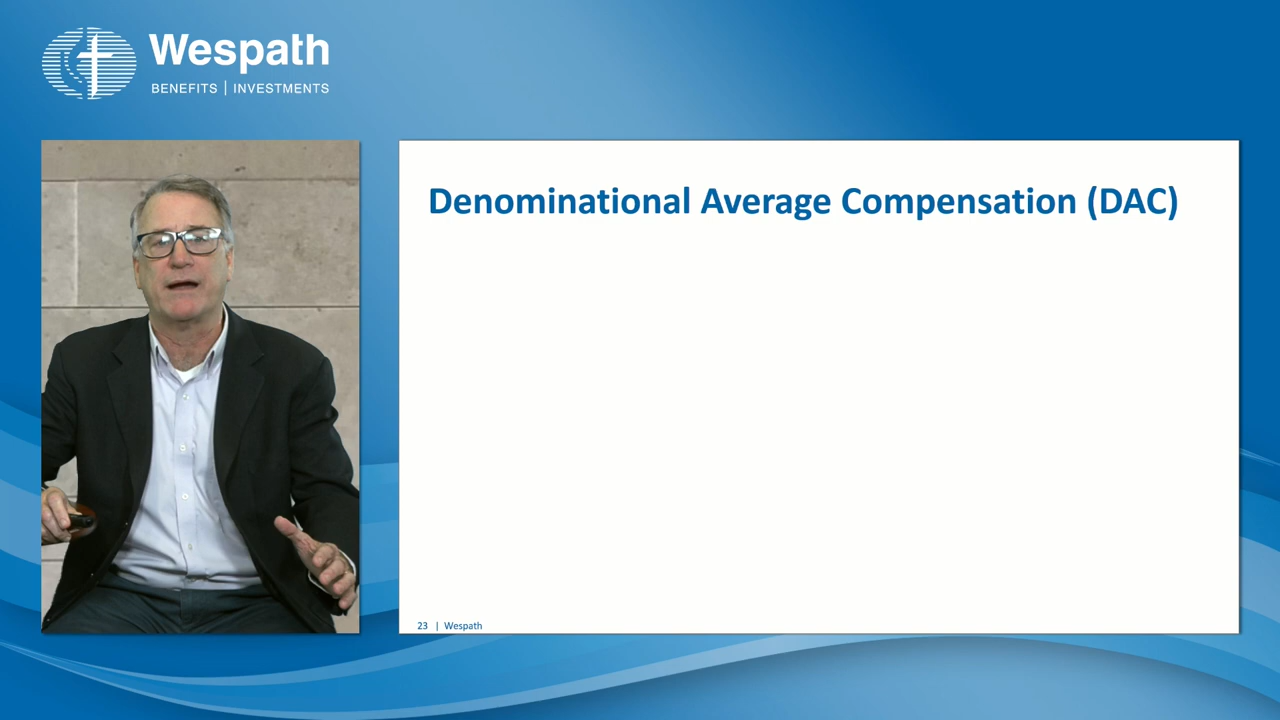 Wespath
BENEFITS | INVESTMENTS
Denominational Average Compensation (DAC)
23 | Wespath